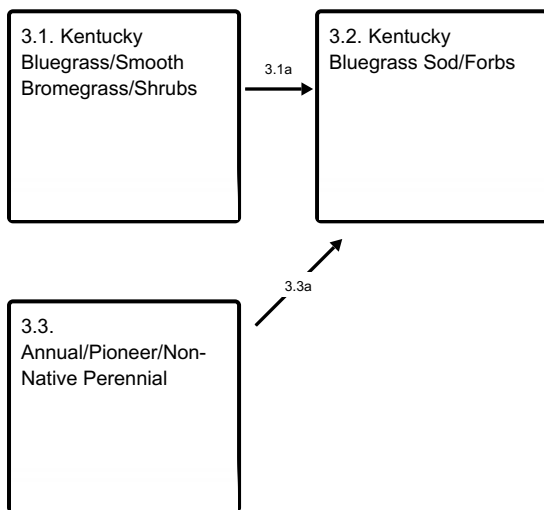 3.1. Kentucky
Bluegrass/Smooth
Bromegrass/Shrubs
3.1a
3.2. Kentucky
Bluegrass Sod/Forbs
3.3a
3.3.
Annual/Pioneer/Non-
Native Perennial